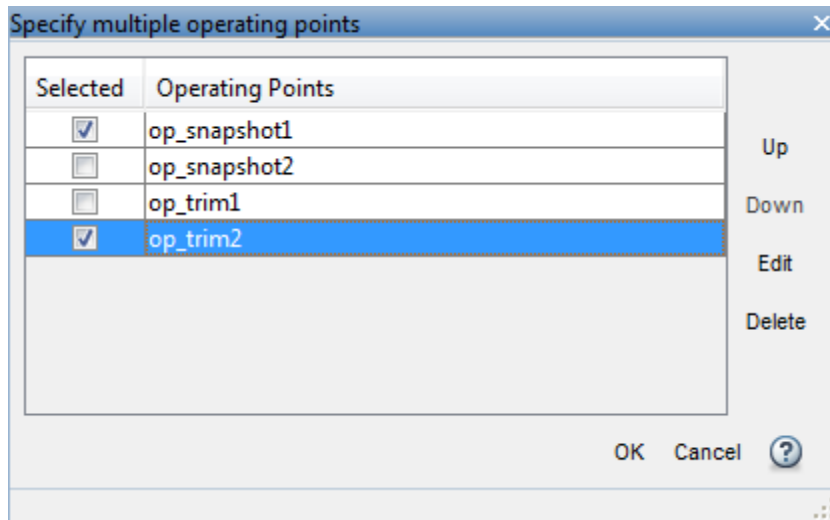 Specify multiple operating points
Selected Operating Points
op_snapshot1
op_snapshot2
op_trim1
op_trim2
Up
Down
Edit
Delete
OK Cancel ?